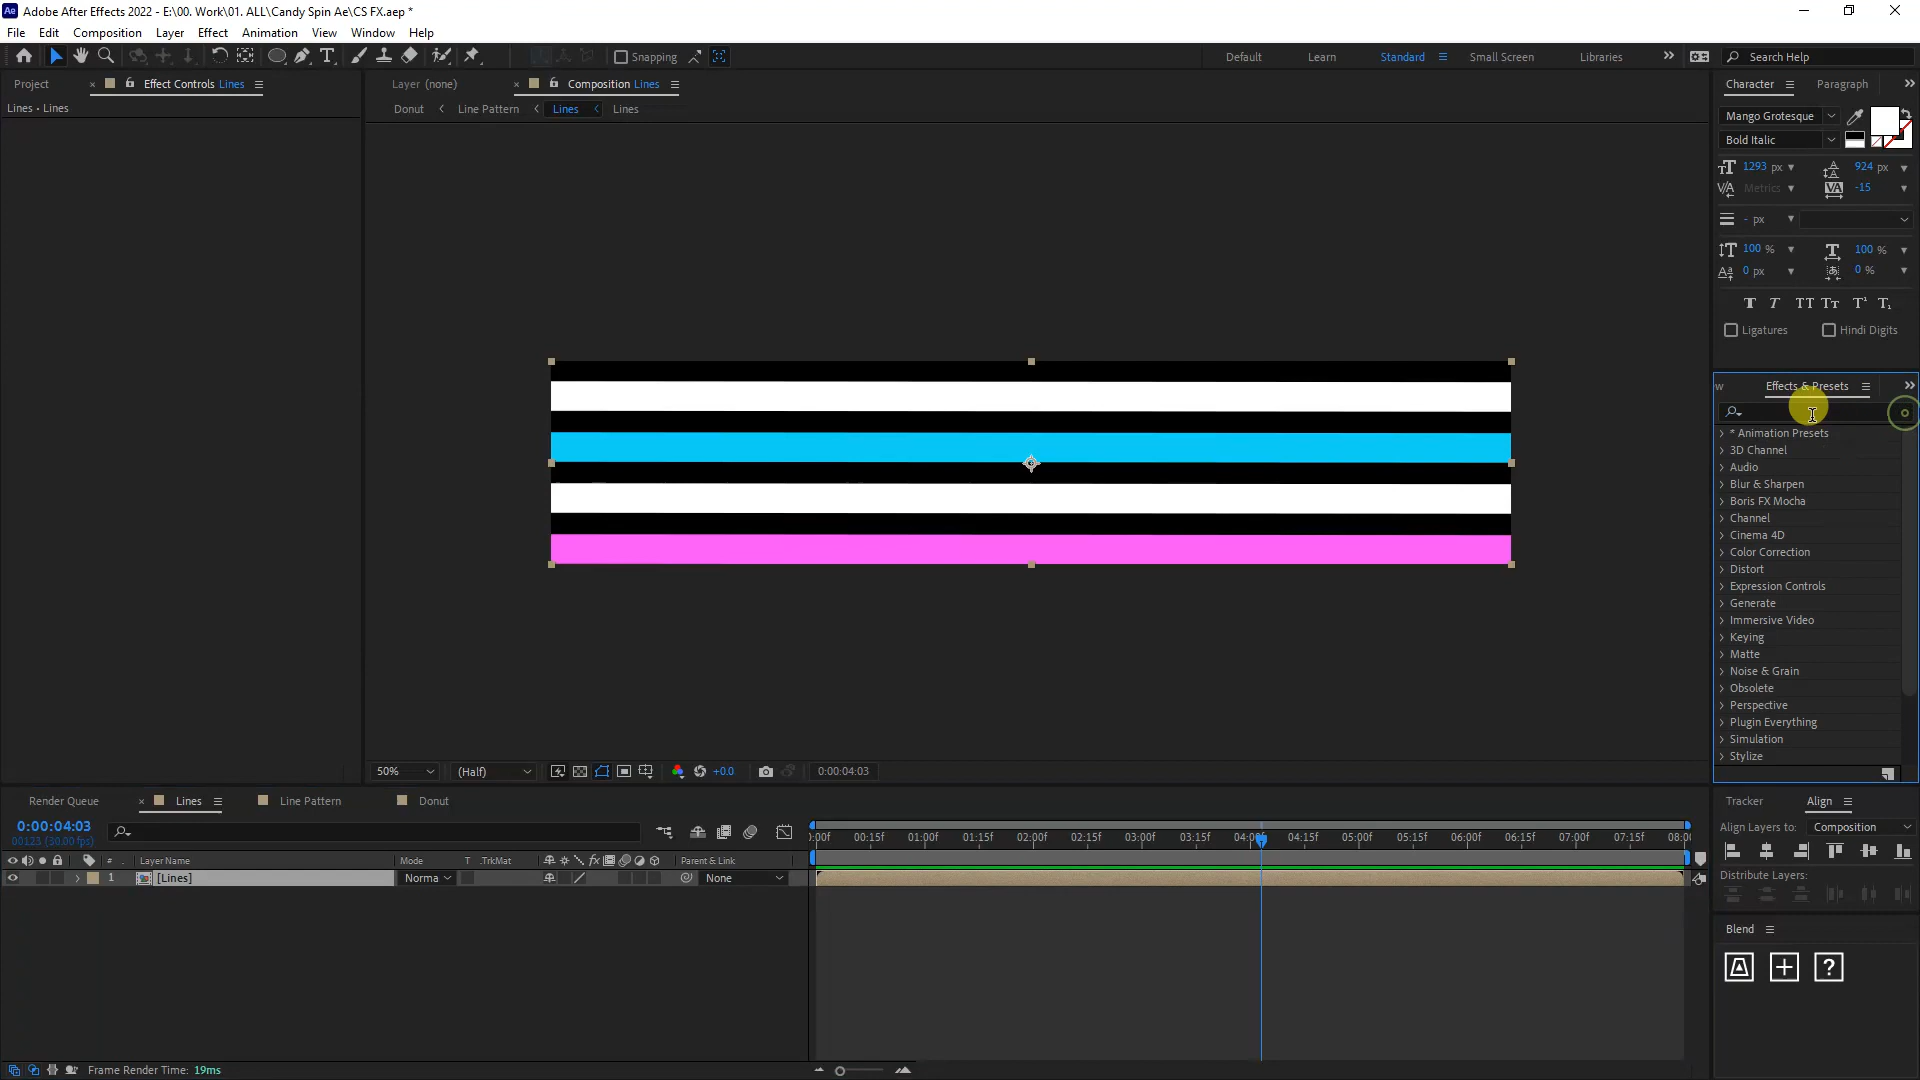 Adobe After Effects 2022 - E:\00. Work\01. ALL\Candy Spin Ae\CS FX.aep *
File Edit Composition Layer Effect Animation View Window Help
Snapping Default Learn Standard Small Screen Libraries Search Help
Project Effect Controls Lines Layer (none) Composition Lines Character Paragraph
Lines • Lines
Donut Line Pattern Lines Lines
Mango Grotesque
Bold Italic
1293 px 924 px
Metrics -15
- px
100 % 100 %
0 px 0 %
Ligatures Hindi Digits
Effects & Presets
* Animation Presets
3D Channel
Audio
Blur & Sharpen
Boris FX Mocha
Channel
Cinema 4D
Color Correction
Distort
Expression Controls
Generate
Immersive Video
Keying
Matte
Noise & Grain
Obsolete
Perspective
Plugin Everything
Simulation
Stylize
50% (Half) +0.0 0:00:04:03
Render Queue Lines Line Pattern Donut
0:00:04:03
00123 (30.00 fps)
:00f 00:15f 01:00f 01:15f 02:00f 02:15f 03:00f 03:15f 04:00f 04:15f 05:00f 05:15f 06:00f 06:15f 07:00f 07:15f 08:00
# Layer Name Mode T .TrkMat Parent & Link
1 [Lines] Norma None
Tracker Align
Align Layers to: Composition
Distribute Layers:
Blend
Frame Render Time: 19ms